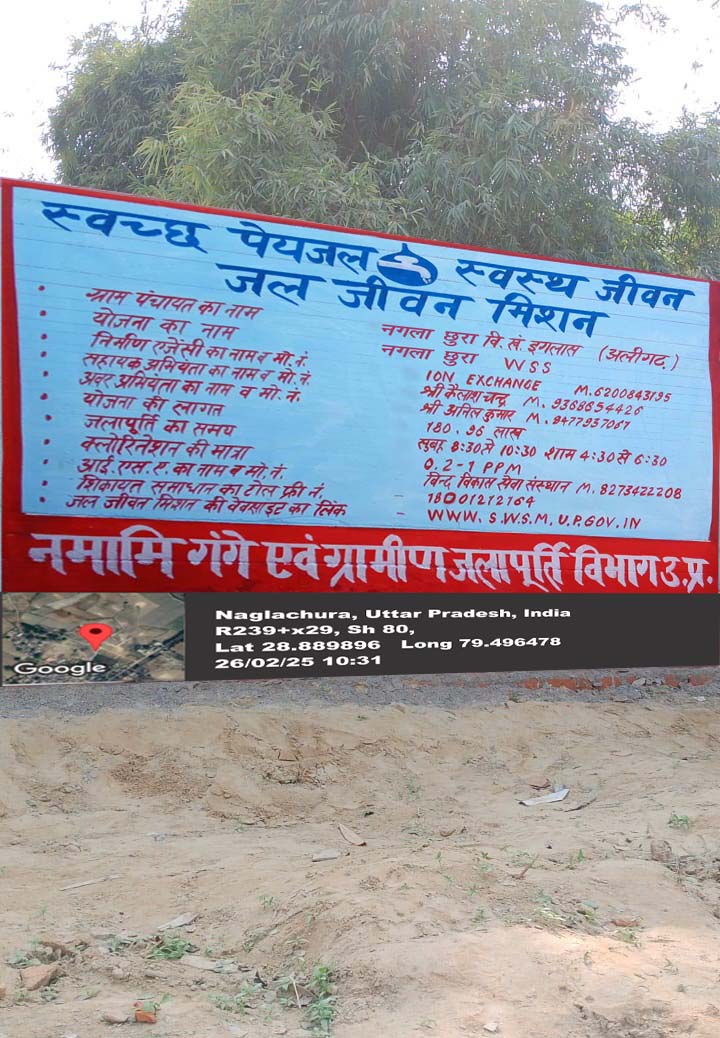 स्वच्छ पेयजल स्वस्थ जीवन
जल जीवन मिशन
• ग्राम पंचायत का नाम नगला छुरा वि.खं. इगलास (अलीगढ़)
• योजना का नाम नगला छुरा WSS
• निर्माण एजेंसी का नाम व मो.नं. ION EXCHANGE M.6200843195
• सहायक अभियंता का नाम व मो.नं. श्री कैलाश चन्द्र M. 9368654426
• अवर अभियंता का नाम व मो.नं. श्री अनिल कुमार M. 9477937067
• योजना की लागत 180.96 लाख
• जलापूर्ति का समय सुबह 8:30 से 10:30 शाम 4:30 से 6:30
• क्लोरिनेशन की मात्रा 0.2-1 PPM
• आई.एस.ए. का नाम व मो.नं. विन्द विकास सेवा संस्थान M. 8273422208
• शिकायत समाधान का टोल फ्री नं. 18001212164
• जल जीवन मिशन की वेबसाइट का लिंक WWW.SWSM.UP.GOV.IN
नमामि गंगे एवं ग्रामीण जलापूर्ति विभाग उ.प्र.
Google
Naglachura, Uttar Pradesh, India
R239+x29, Sh 80,
Lat 28.889896 Long 79.496478
26/02/25 10:31